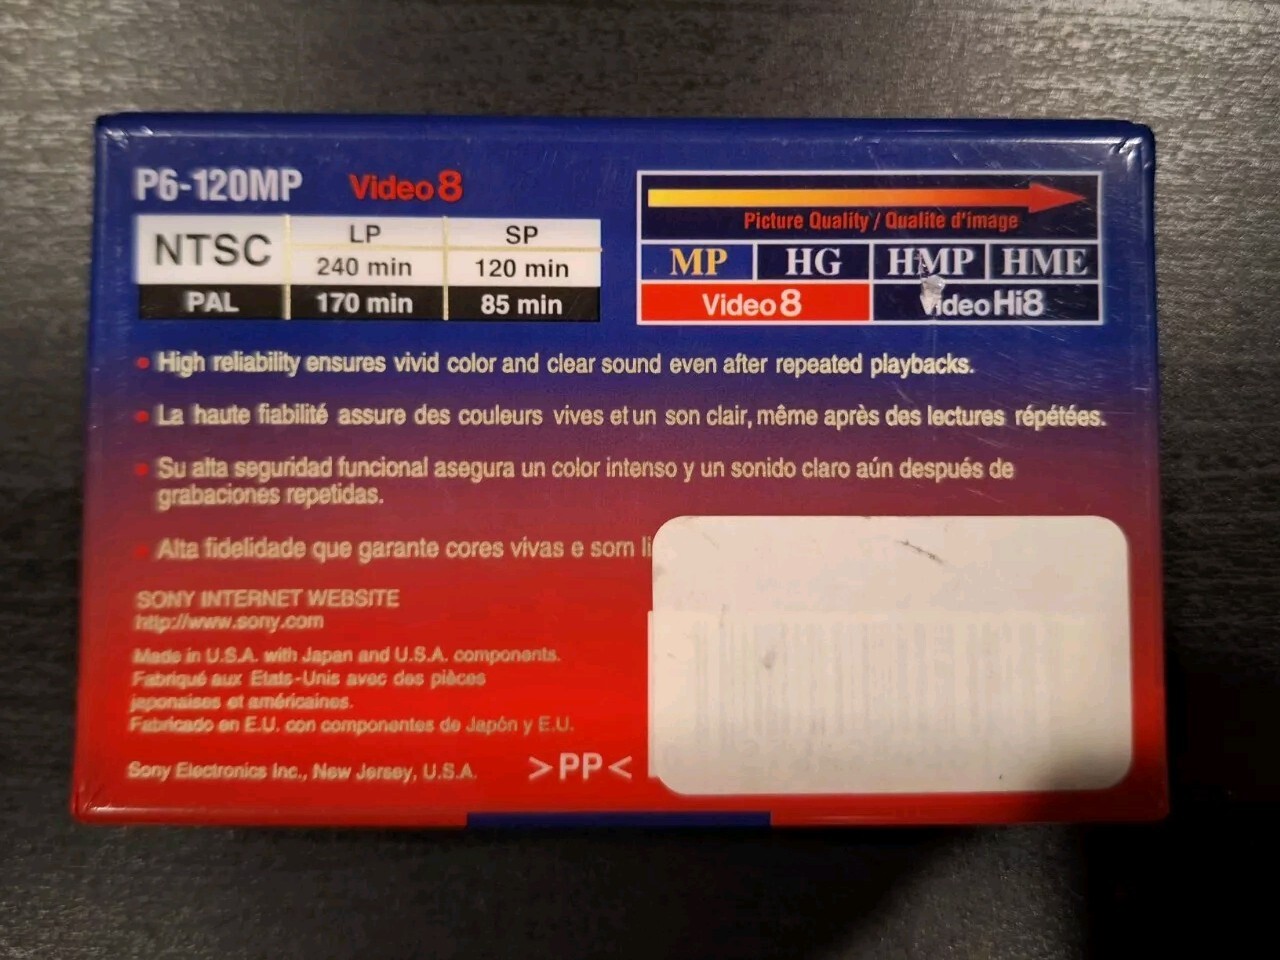 P6-120MP Video8
NTSC LP SP
240 min 120 min
PAL 170 min 85 min
Picture Quality / Qualite d'image
MP HG HMP HME
Video8 Video Hi8
• High reliability ensures vivid color and clear sound even after repeated playbacks.
• La haute fiabilité assure des couleurs vives et un son clair, même après des lectures répétées.
• Su alta seguridad funcional asegura un color intenso y un sonido claro aún después de
grabaciones repetidas.
• Alta fidelidade que garante cores vivas e som
SONY INTERNET WEBSITE
http://www.sony.com
Made in U.S.A. with Japan and U.S.A. components.
Fabriqué aux Etats-Unis avec des pièces
japonaises et américaines.
Fabricado en E.U. con componentes de Japón y E.U.
Sony Electronics Inc., New Jersey, U.S.A. >PP<